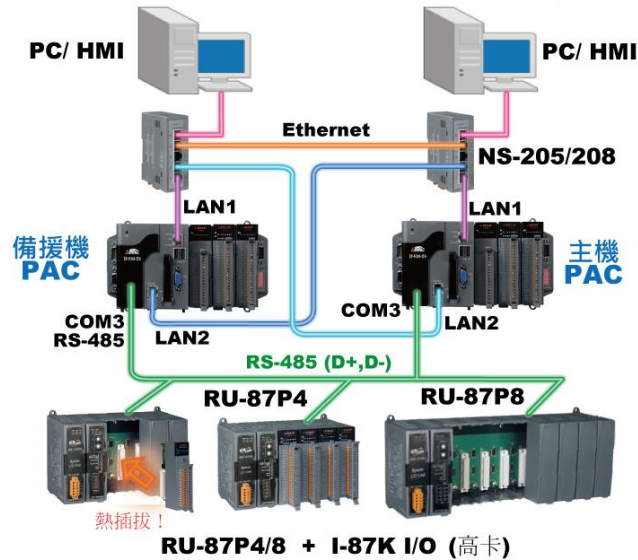 PC/ HMI
PC/ HMI
Ethernet
NS-205/208
LAN1
LAN1
備援機
PAC
主機
PAC
COM3
RS-485
LAN2
COM3
LAN2
RS-485 (D+,D-)
RU-87P4
RU-87P8
熱插拔！
RU-87P4/8 + I-87K I/O (高卡)